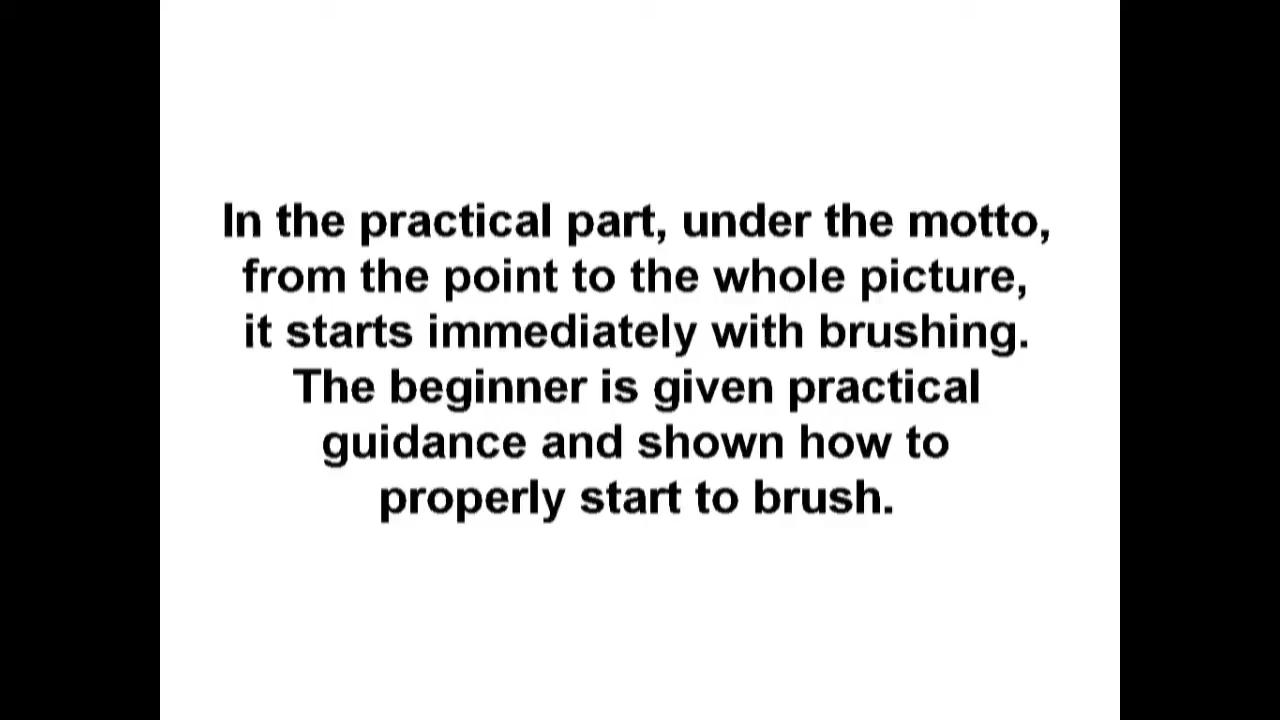 In the practical part, under the motto,
from the point to the whole picture,
it starts immediately with brushing.
The beginner is given practical
guidance and shown how to
properly start to brush.